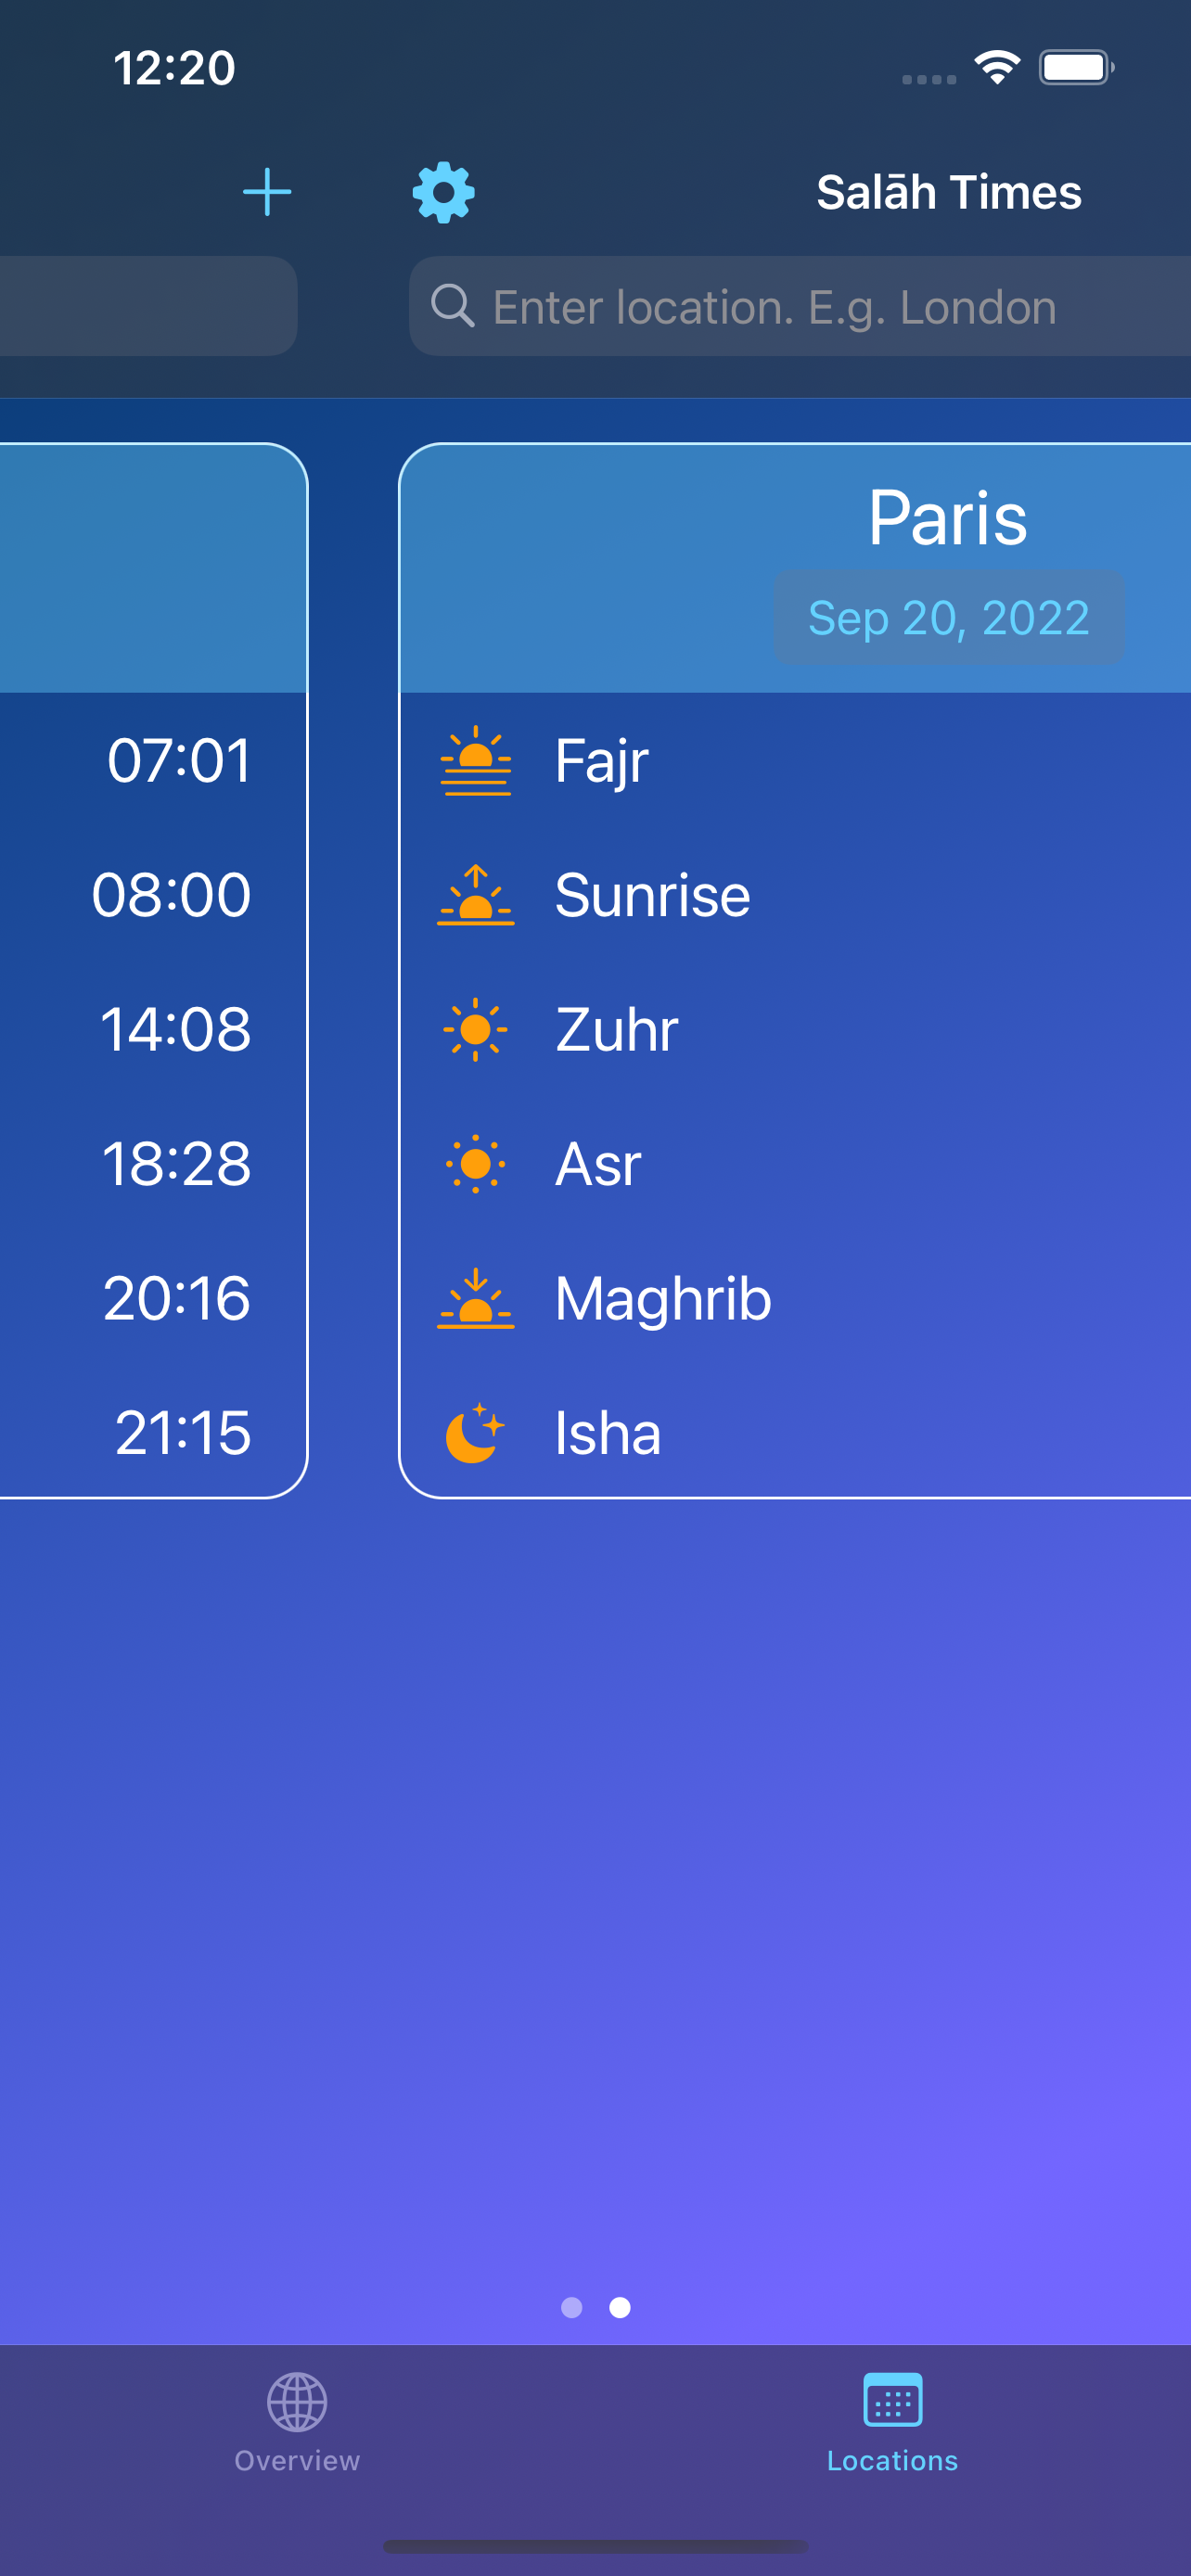 12:20
Salāh Times
Enter location. E.g. London
Paris
Sep 20, 2022
07:01
Fajr
08:00
Sunrise
14:08
Zuhr
18:28
Asr
20:16
Maghrib
21:15
Isha
Overview
Locations